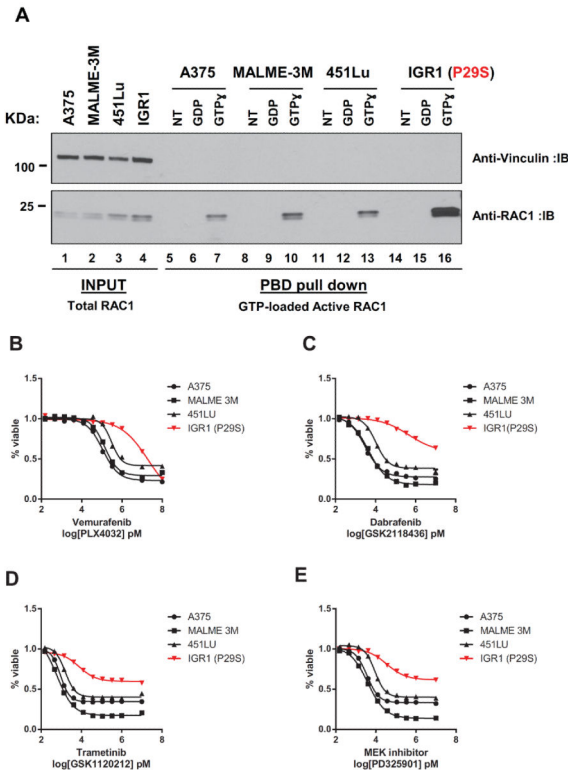 A
A375 MALME-3M 451Lu IGR1 (P29S)
A375 MALME-3M 451Lu IGR1
NT GDP GTPɣ NT GDP GTPɣ NT GDP GTPɣ NT GDP GTPɣ
KDa:
100
Anti-Vinculin :IB
25
Anti-RAC1 :IB
1 2 3 4 5 6 7 8 9 10 11 12 13 14 15 16
INPUT PBD pull down
Total RAC1 GTP-loaded Active RAC1
B
1.5
1.0
0.5
0.0
% viable
2 4 6 8
Vemurafenib
log[PLX4032] pM
A375
MALME 3M
451LU
IGR1 (P29S)
C
1.5
1.0
0.5
0.0
% viable
2 4 6 8
Dabrafenib
log[GSK2118436] pM
A375
MALME 3M
451LU
IGR1(P29S)
D
1.5
1.0
0.5
0.0
% viable
2 4 6 8
Trametinib
log[GSK1120212] pM
A375
MALME 3M
451LU
IGR1 (P29S)
E
1.5
1.0
0.5
0.0
% viable
2 4 6 8
MEK inhibitor
log[PD325901] pM
A375
MALME 3M
451LU
IGR1 (P29S)